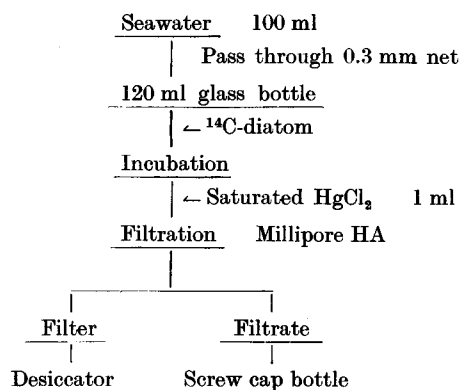 Seawater 100 ml
Pass through 0.3 mm net
120 ml glass bottle
← ¹⁴C-diatom
Incubation
← Saturated HgCl₂ 1 ml
Filtration Millipore HA
Filter Filtrate
Desiccator Screw cap bottle